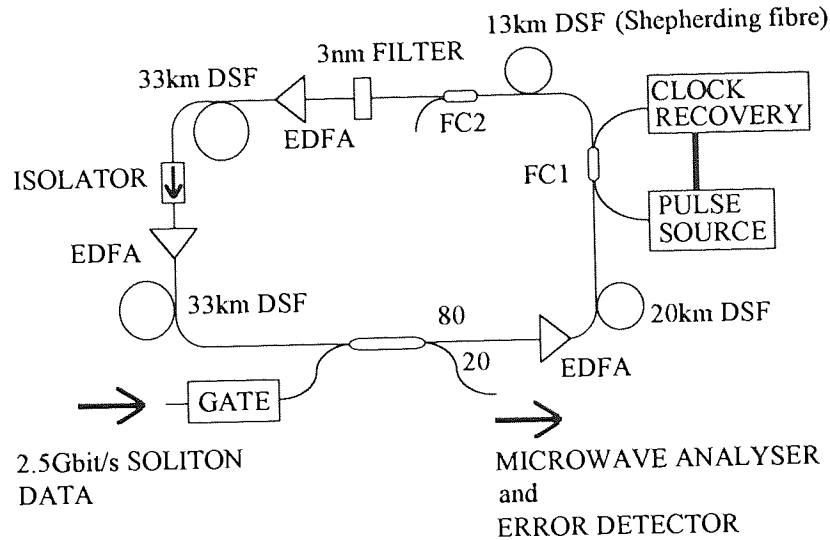 13km DSF (Shepherding fibre)
3nm FILTER
33km DSF
CLOCK
RECOVERY
EDFA
FC2
FC1
ISOLATOR
PULSE
SOURCE
EDFA
33km DSF
20km DSF
80
20
EDFA
GATE
2.5Gbit/s SOLITON
DATA
MICROWAVE ANALYSER
and
ERROR DETECTOR